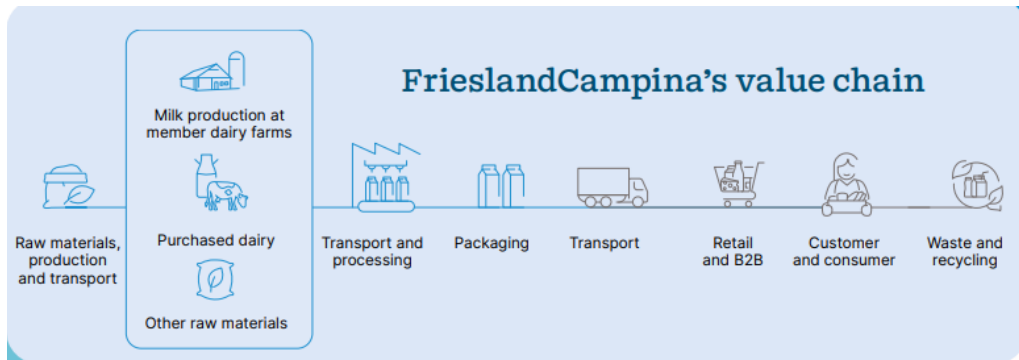 FrieslandCampina's value chain
Milk production at
member dairy farms
Purchased dairy
Other raw materials
Raw materials,
production
and transport
Transport and
processing
Packaging
Transport
Retail
and B2B
Customer
and consumer
Waste and
recycling